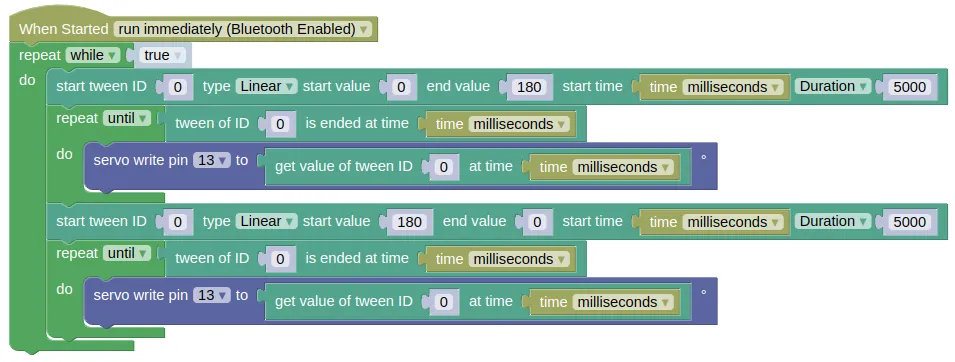 When Started run immediately (Bluetooth Enabled) ▾
repeat while ▾ true ▾
do start tween ID 0 type Linear ▾ start value 0 end value 180 start time time milliseconds ▾ Duration ▾ 5000
repeat until ▾ tween of ID 0 is ended at time time milliseconds ▾
do servo write pin 13 ▾ to get value of tween ID 0 at time time milliseconds ▾ °
start tween ID 0 type Linear ▾ start value 180 end value 0 start time time milliseconds ▾ Duration ▾ 5000
repeat until ▾ tween of ID 0 is ended at time time milliseconds ▾
do servo write pin 13 ▾ to get value of tween ID 0 at time time milliseconds ▾ °